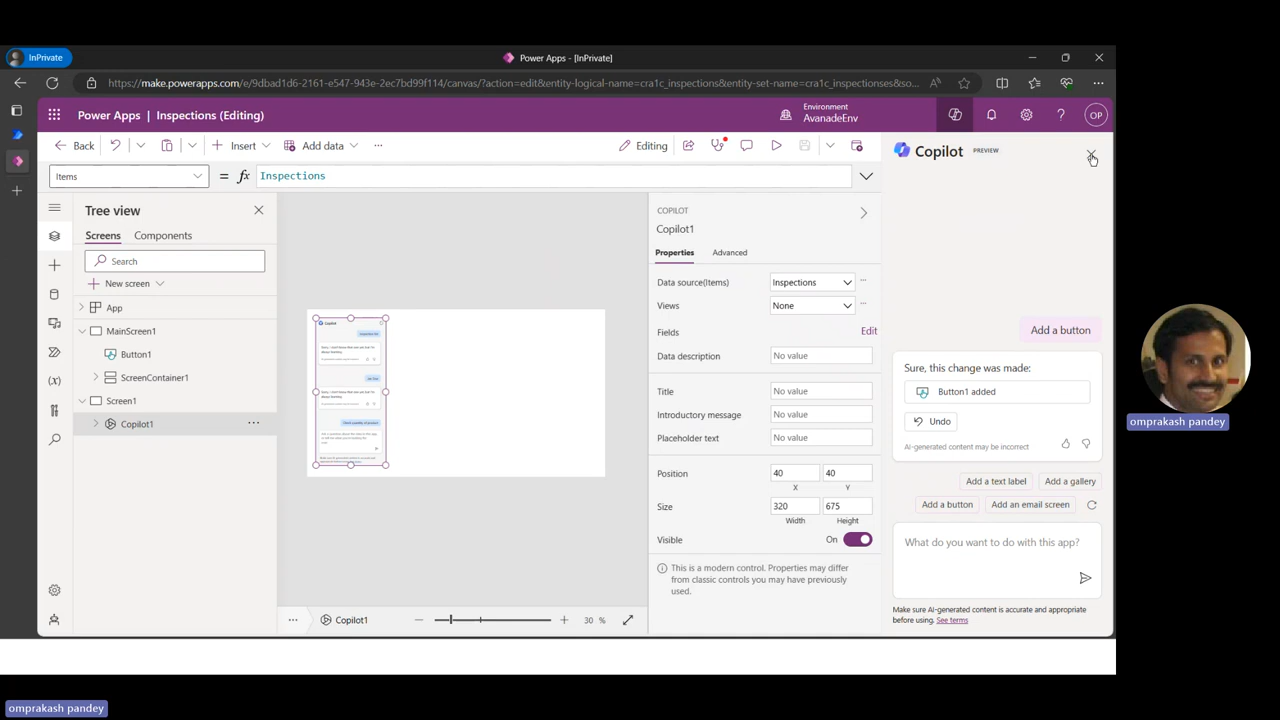 InPrivate
Power Apps - [InPrivate]
https://make.powerapps.com/e/9dbad1d6-2161-e547-943e-2ec7bd99f114/canvas/?action=edit&entity-logical-name=cra1c_inspections&entity-set-name=cra1c_inspectionses&so...
Power Apps | Inspections (Editing)
Environment
AvanadeEnv
OP
Back
Insert
Add data
Editing
Copilot PREVIEW
Items
= fx Inspections
Tree view
Screens Components
Search
New screen
App
MainScreen1
Button1
ScreenContainer1
Screen1
Copilot1
Copilot
COPILOT
Copilot1
Properties Advanced
Data source(Items) Inspections
Views None
Fields Edit
Data description No value
Title No value
Introductory message No value
Placeholder text No value
Position 40 40
X Y
Size 320 675
Width Height
Visible On
This is a modern control. Properties may differ
from classic controls you may have previously
used.
Copilot1
30 %
Add a button
Sure, this change was made:
Button1 added
Undo
AI-generated content may be incorrect
Add a text label Add a gallery
Add a button Add an email screen
What do you want to do with this app?
Make sure AI-generated content is accurate and appropriate
before using. See terms
omprakash pandey
omprakash pandey